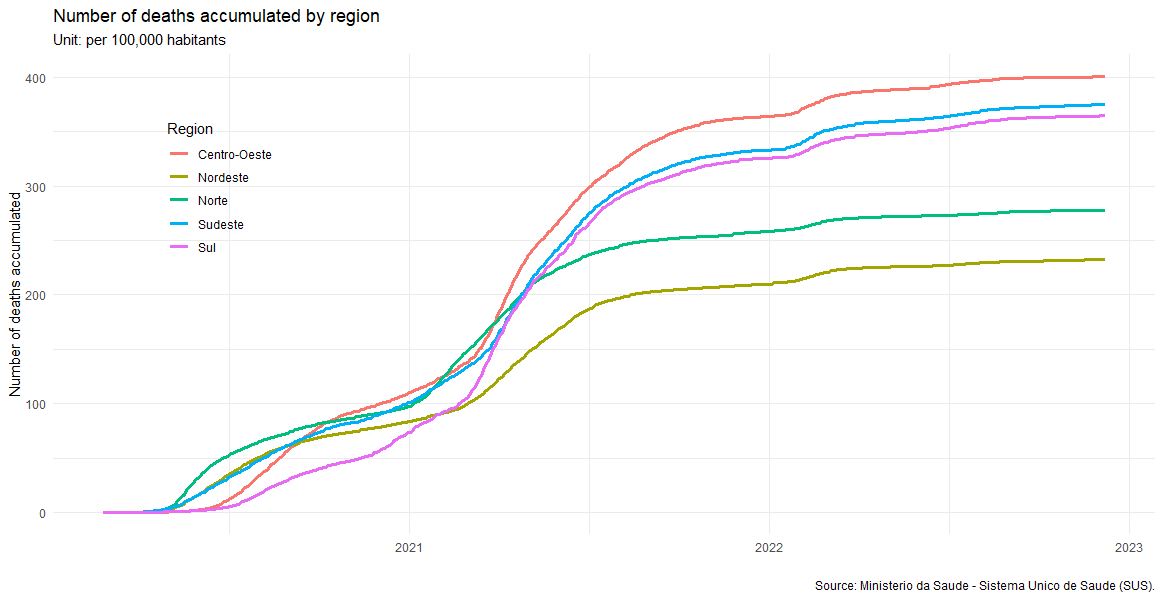 Number of deaths accumulated by region
Unit: per 100,000 habitants
Number of deaths accumulated
400
300
200
100
0
Region
Centro-Oeste
Nordeste
Norte
Sudeste
Sul
2021
2022
2023
Source: Ministerio da Saude - Sistema Unico de Saude (SUS).